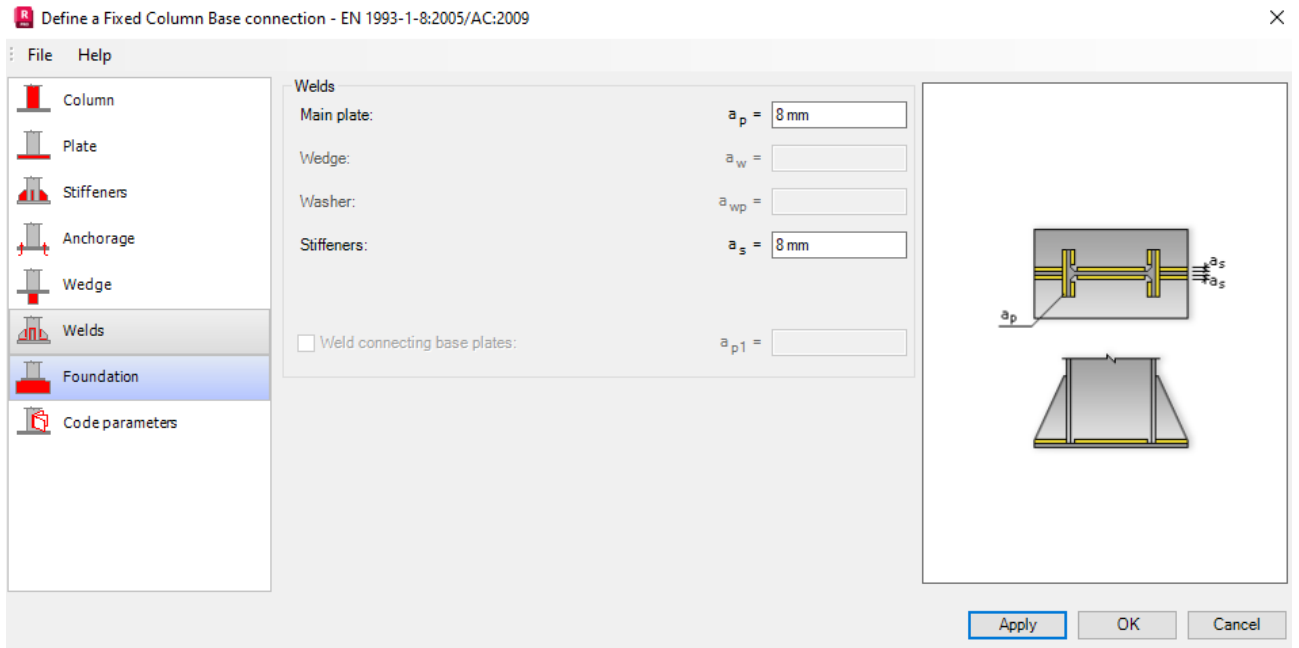 Define a Fixed Column Base connection - EN 1993-1-8:2005/AC:2009
File Help
Column
Plate
Stiffeners
Anchorage
Wedge
Welds
Foundation
Code parameters
Welds
Main plate: ap = 8 mm
Wedge: aw =
Washer: awp =
Stiffeners: as = 8 mm
Weld connecting base plates: ap1 =
as
as
ap
Apply OK Cancel